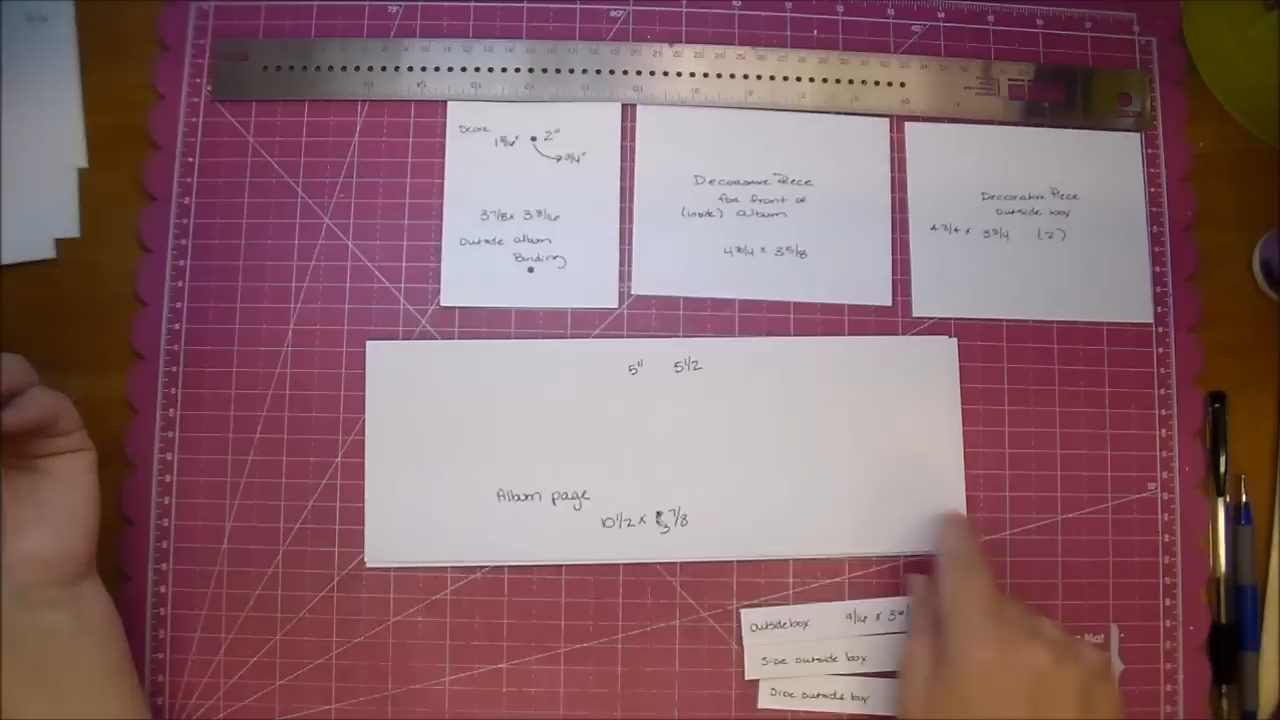 Score
2"
3/4"
3 7/8 x 3 3/16
Outside album
Binding
Decorative Piece
for front of
(inside) album
4 3/4 x 3 5/8
Decorative Piece
outside box
4 3/4 x 3 3/4 (2)
5" 5 1/2
Album page
10 1/2 x 3 7/8
outside box 9/16 x
Side outside box
Side outside box
Mat